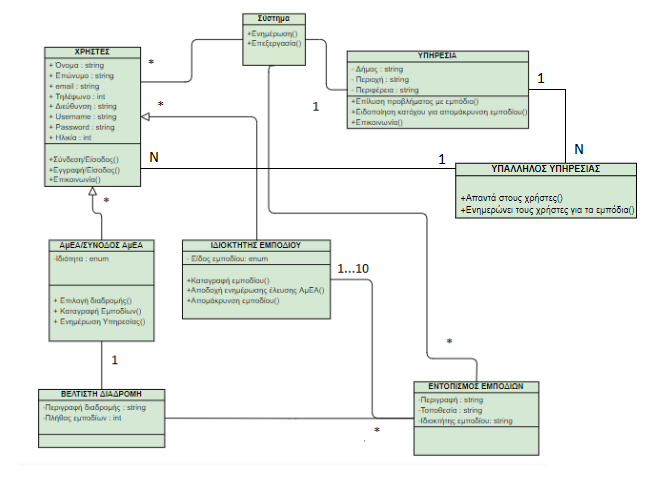 Σύστημα
+Ενημέρωση()
+Επεξεργασία()
ΧΡΗΣΤΕΣ
+ Όνομα : string
+ Επώνυμο : string
+ email : string
+ Τηλέφωνο : int
+ Διεύθυνση : string
+ Username : string
+ Password : string
+ Ηλικία : int
+Σύνδεση/Είσοδος()
+Εγγραφή/Είσοδος()
+Επικοινωνία()
*
*
N
*
ΥΠΗΡΕΣΙΑ
- Δήμος : string
- Περιοχή : string
- Περιφέρεια : string
+Επίλυση προβλήματος με εμπόδιο()
+Ειδοποίηση κατόχου για απομάκρυνση εμποδίου()
+Επικοινωνία()
1
1
N
1
ΥΠΑΛΛΗΛΟΣ ΥΠΗΡΕΣΙΑΣ
+Απαντά στους χρήστες()
+Ενημερώνει τους χρήστες για τα εμπόδια()
ΑμΕΑ/ΣΥΝΟΔΟΣ ΑμΕΑ
-Ιδιότητα : enum
+ Επιλογή διαδρομής()
+ Καταγραφή Εμποδίων()
+ Ενημέρωση Υπηρεσίας()
1
ΙΔΙΟΚΤΗΤΗΣ ΕΜΠΟΔΙΟΥ
- Είδος εμποδίου: enum
+Καταγραφή εμποδίου()
+Αποδοχή ενημέρωσης έλευσης ΑμΕΑ()
+Απομάκρυνση εμποδίου()
1...10
*
*
ΒΕΛΤΙΣΤΗ ΔΙΑΔΡΟΜΗ
-Περιγραφή διαδρομής : string
-Πλήθος εμποδίων : int
ΕΝΤΟΠΙΣΜΟΣ ΕΜΠΟΔΙΩΝ
-Περιγραφή : string
-Τοποθεσία : string
-Ιδιοκτήτης εμποδίου: string